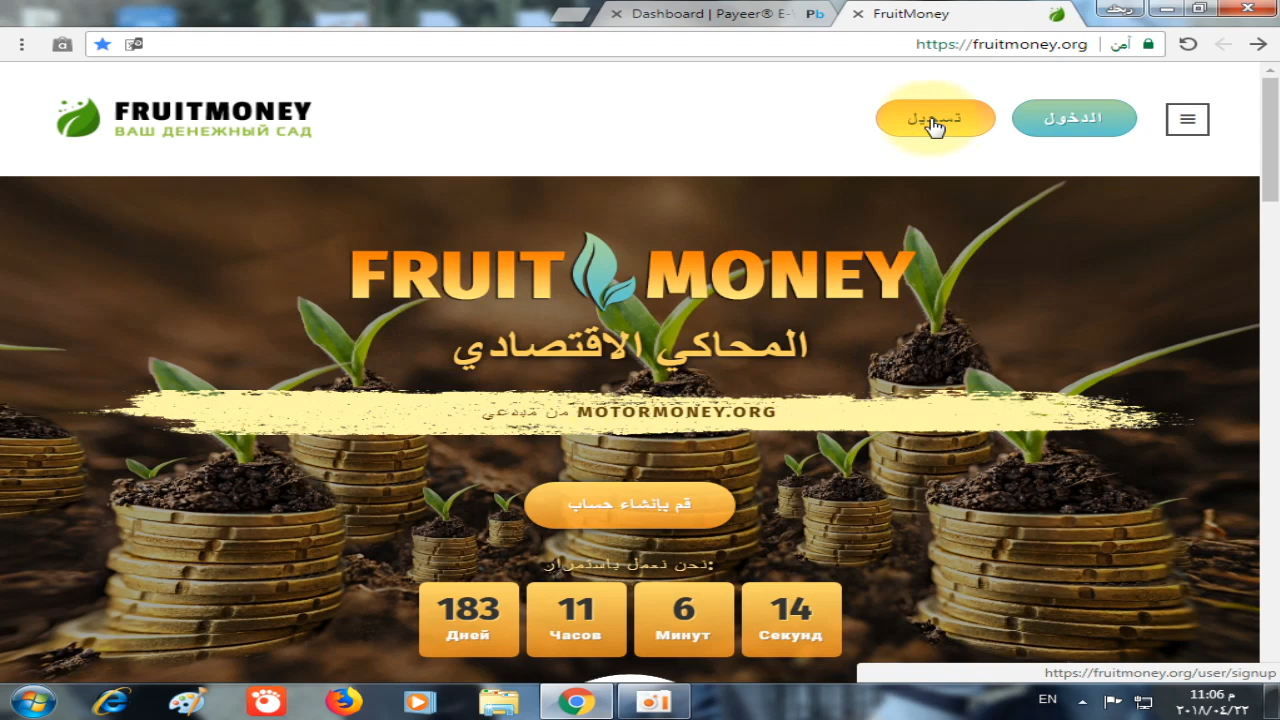 Dashboard | Payeer® E-
Pb
FruitMoney
ربحك
https://fruitmoney.org
آمن
FRUITMONEY
ВАШ ДЕНЕЖНЫЙ САД
تسجيل
الدخول
FRUIT MONEY
المحاكي الاقتصادي
من مبدعي MOTORMONEY.ORG
قم بإنشاء حساب
نحن نعمل باستمرار:
183 11 6 14
Дней Часов Минут Секунд
https://fruitmoney.org/user/signup
EN
11:06 م
٢٠١٨/٠٤/٢٢